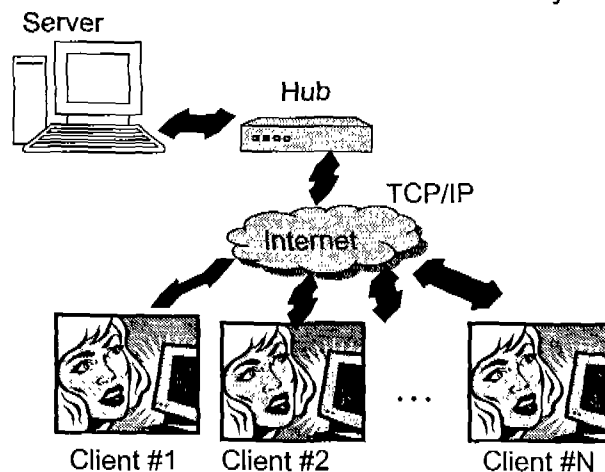 Server
Hub
TCP/IP
Internet
Client #1
Client #2
...
Client #N